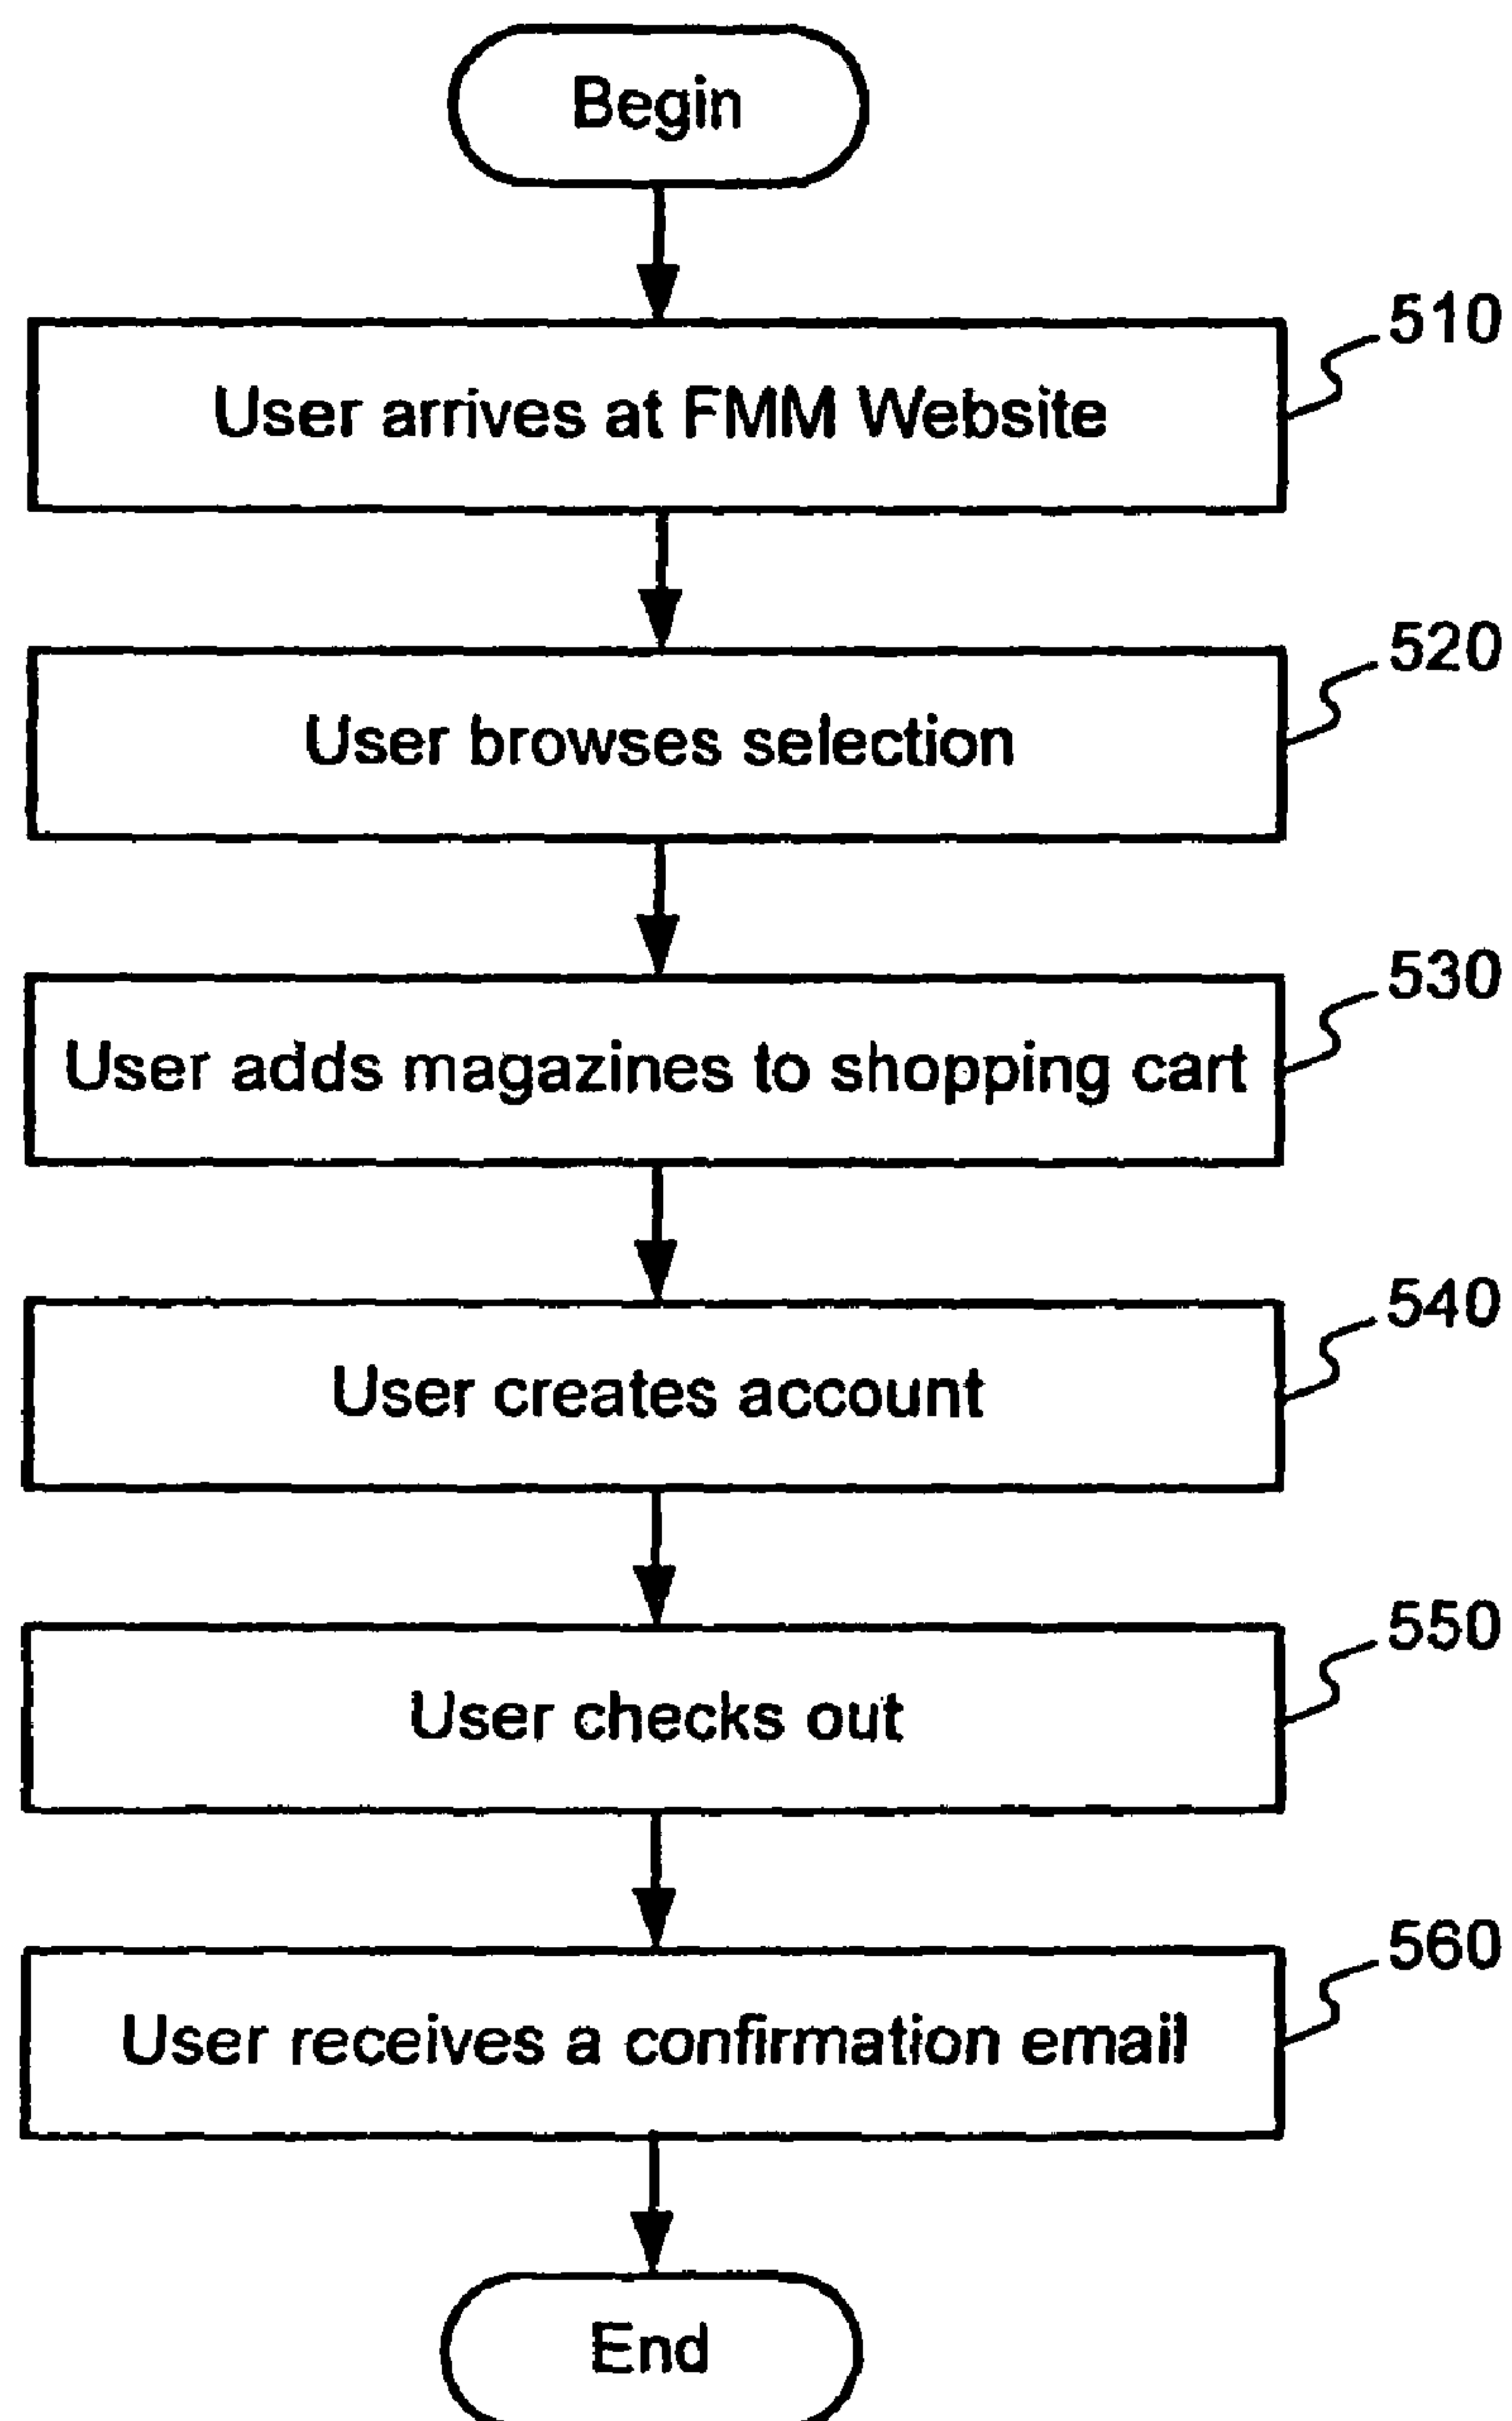 Begin
510
User arrives at FMM Website
520
User browses selection
530
User adds magazines to shopping cart
540
User creates account
550
User checks out
560
User receives a confirmation email
End